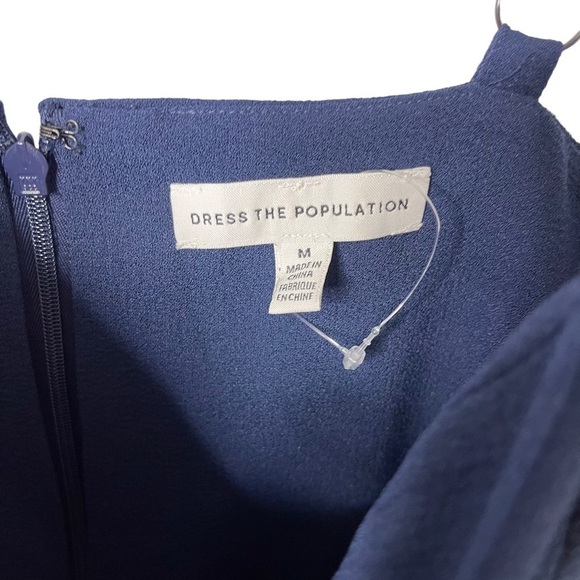 DRESS THE POPULATION
M
MADE IN
CHINA
FABRIQUE
EN CHINE